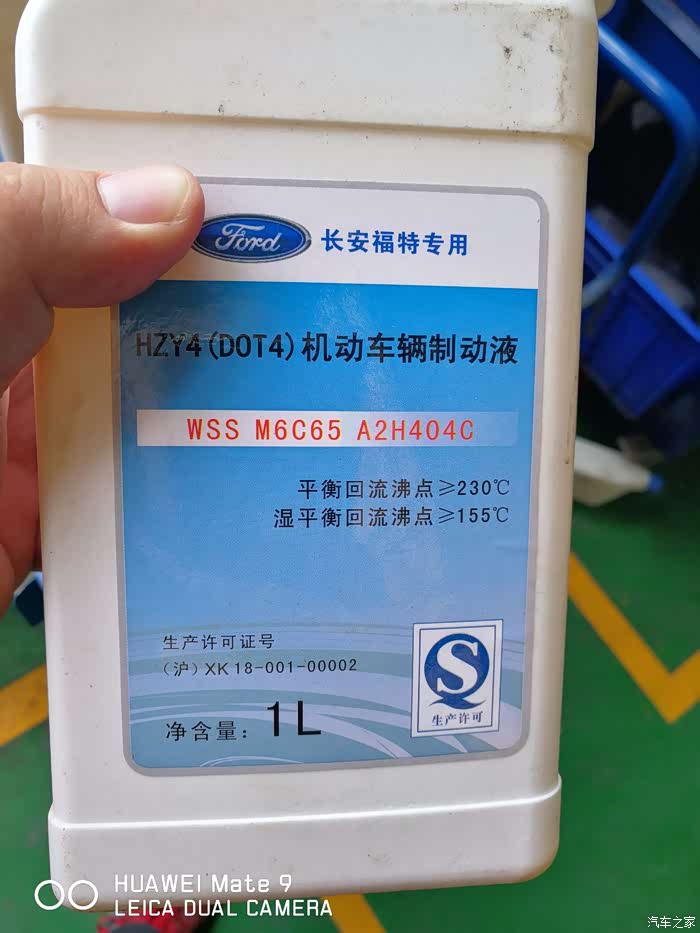 Ford 长安福特专用
HZY4(DOT4)机动车辆制动液
WSS M6C65 A2H404C
平衡回流沸点≥230℃
湿平衡回流沸点≥155℃
生产许可证号
(沪)XK18-001-00002
净含量：1L
生产许可
HUAWEI Mate 9
LEICA DUAL CAMERA
汽车之家